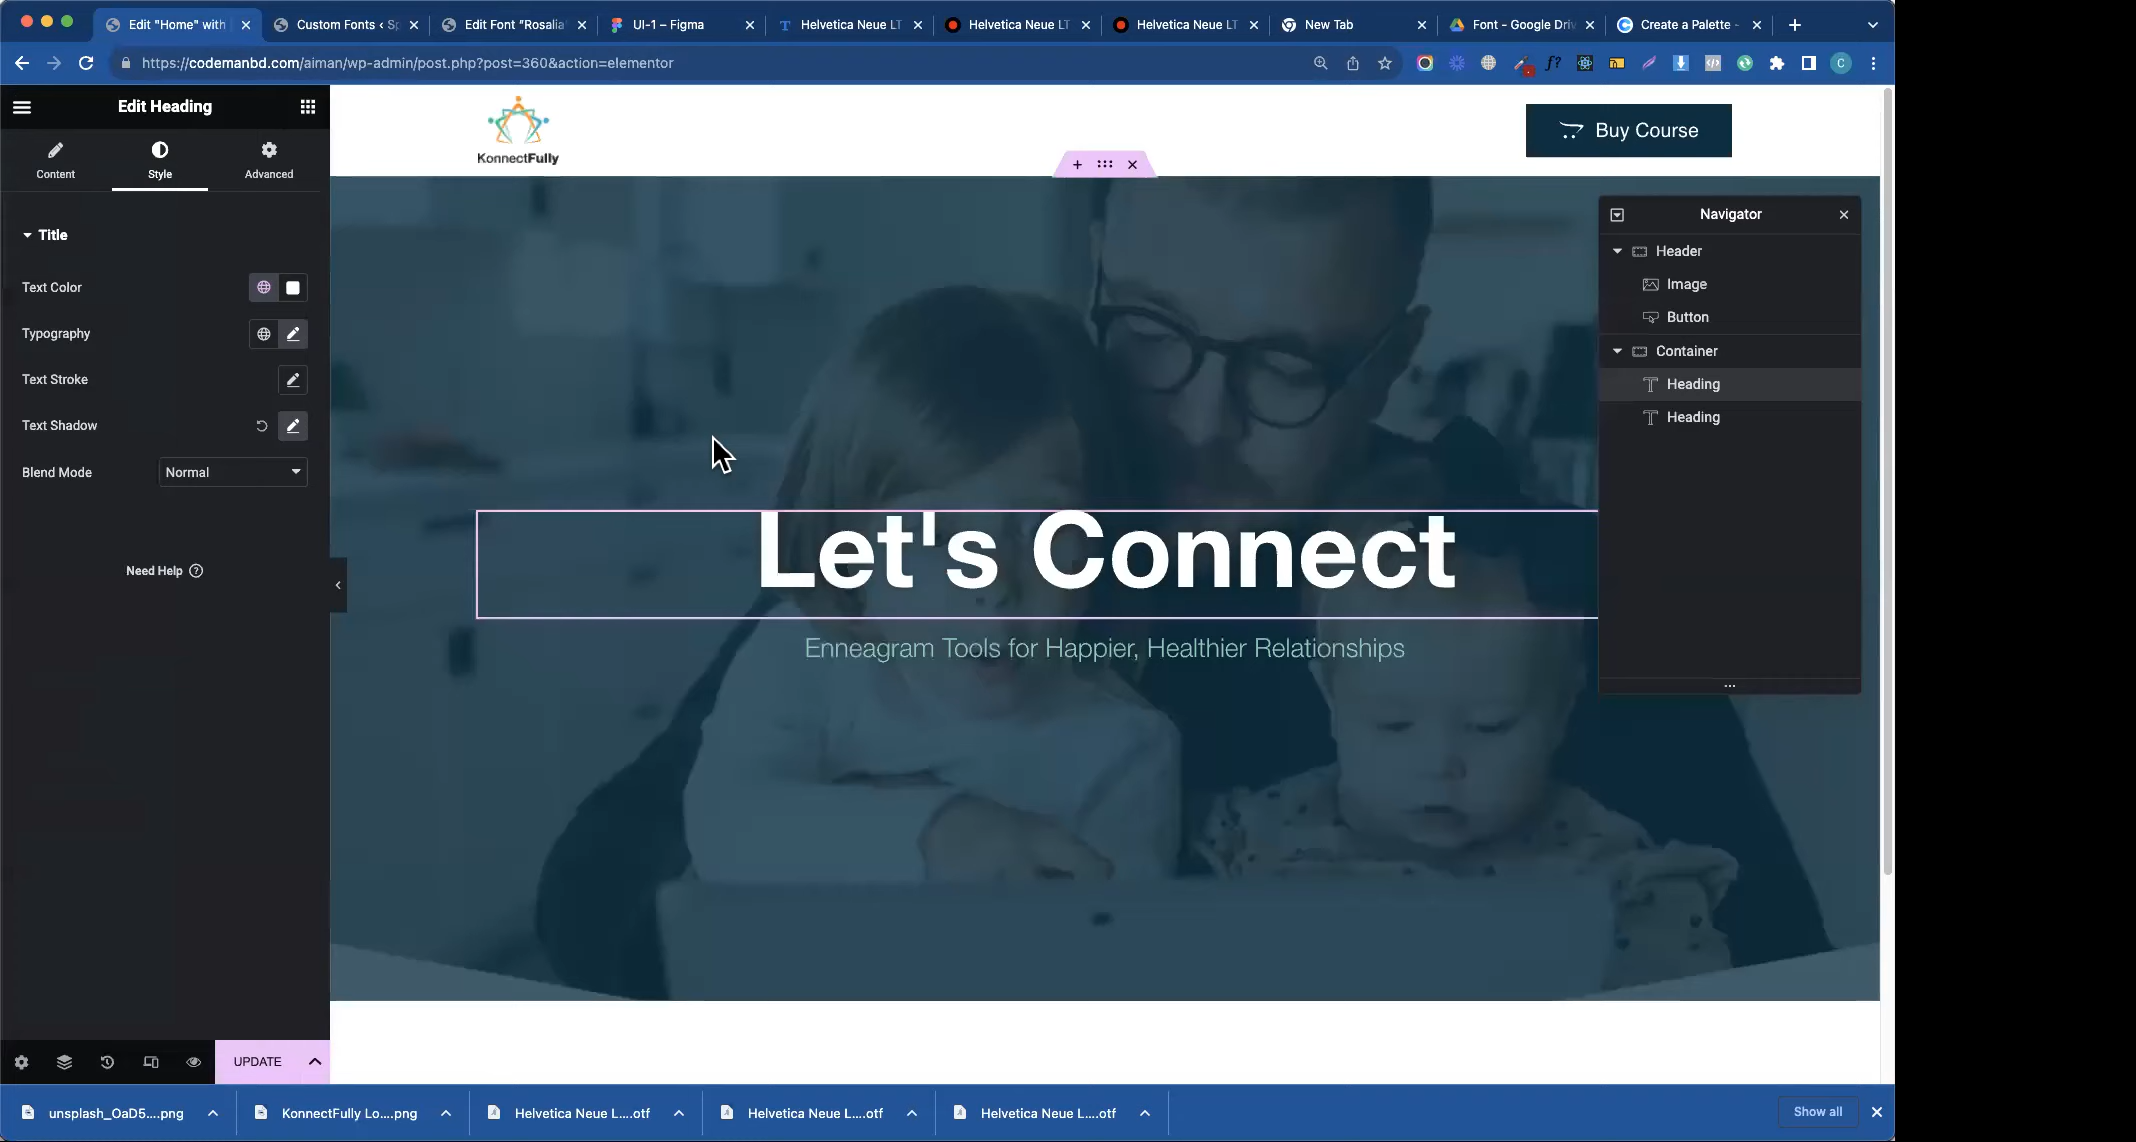 Edit "Home" with
Custom Fonts ‹ Sp
Edit Font "Rosalia
UI-1 – Figma
Helvetica Neue LT
Helvetica Neue LT
Helvetica Neue LT
New Tab
Font - Google Driv
Create a Palette -
https://codemanbd.com/aiman/wp-admin/post.php?post=360&action=elementor
f?
C
Edit Heading
Content
Style
Advanced
Title
Text Color
Typography
Text Stroke
Text Shadow
Blend Mode
Normal
Need Help
UPDATE
KonnectFully
Buy Course
Let's Connect
Enneagram Tools for Happier, Healthier Relationships
Navigator
Header
Image
Button
Container
Heading
Heading
unsplash_OaD5....png
KonnectFully Lo....png
Helvetica Neue L....otf
Helvetica Neue L....otf
Helvetica Neue L....otf
Show all